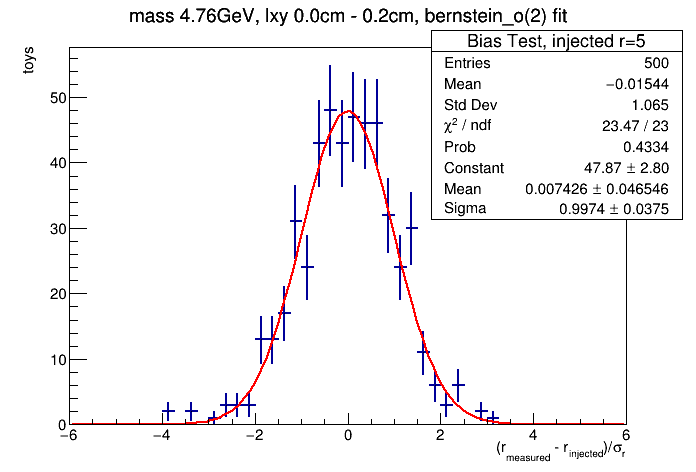 mass 4.76GeV, lxy 0.0cm - 0.2cm, bernstein_o(2) fit
Bias Test, injected r=5
Entries 500
Mean −0.01544
Std Dev 1.065
χ² / ndf 23.47 / 23
Prob 0.4334
Constant 47.87 ± 2.80
Mean 0.007426 ± 0.046546
Sigma 0.9974 ± 0.0375
toys
50
40
30
20
10
0
−6 −4 −2 0 2 4 6
(r_measured - r_injected)/σ_r